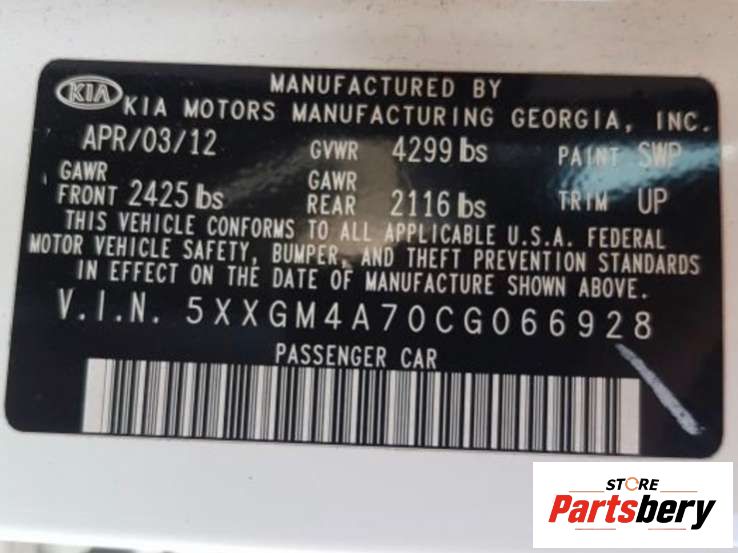 KIA
MANUFACTURED BY
KIA MOTORS MANUFACTURING GEORGIA, INC.
APR/03/12 GVWR 4299 lbs PAINT SWP
GAWR FRONT 2425 lbs GAWR REAR 2116 lbs TRIM UP
THIS VEHICLE CONFORMS TO ALL APPLICABLE U.S.A. FEDERAL
MOTOR VEHICLE SAFETY, BUMPER, AND THEFT PREVENTION STANDARDS
IN EFFECT ON THE DATE OF MANUFACTURE SHOWN ABOVE.
V.I.N. 5XXGM4A70CG066928
PASSENGER CAR
STORE
Partsbery